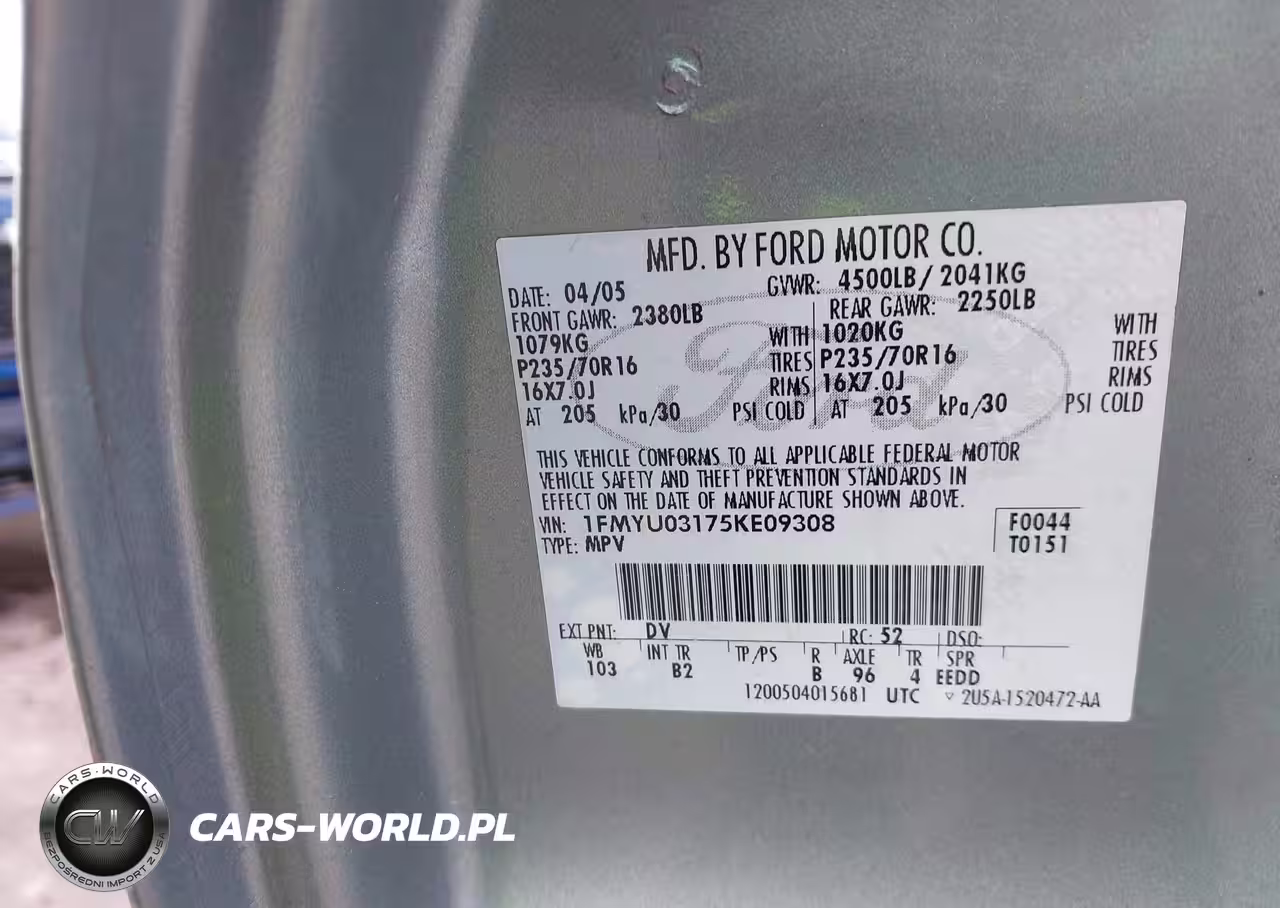 MFD. BY FORD MOTOR CO.
DATE: 04/05 GVWR: 4500LB/ 2041KG
FRONT GAWR: 2380LB REAR GAWR: 2250LB
1079KG WITH 1020KG WITH
P235/70R16 TIRES P235/70R16 TIRES
16X7.0J RIMS 16X7.0J RIMS
AT 205 kPa/30 PSI COLD AT 205 kPa/30 PSI COLD
Ford
THIS VEHICLE CONFORMS TO ALL APPLICABLE FEDERAL MOTOR
VEHICLE SAFETY AND THEFT PREVENTION STANDARDS IN
EFFECT ON THE DATE OF MANUFACTURE SHOWN ABOVE.
VIN: 1FMYU03175KE09308 F0044
TYPE: MPV T0151
EXT PNT: DV RC: 52 DSO:
WB INT TR TP/PS R AXLE TR SPR
103 B2 B 96 4 EEDD
1200504015681 UTC ▽ 2U5A-1520472-AA
CARS-WORLD
CW
BEZPOŚREDNI IMPORT Z USA
CARS-WORLD.PL